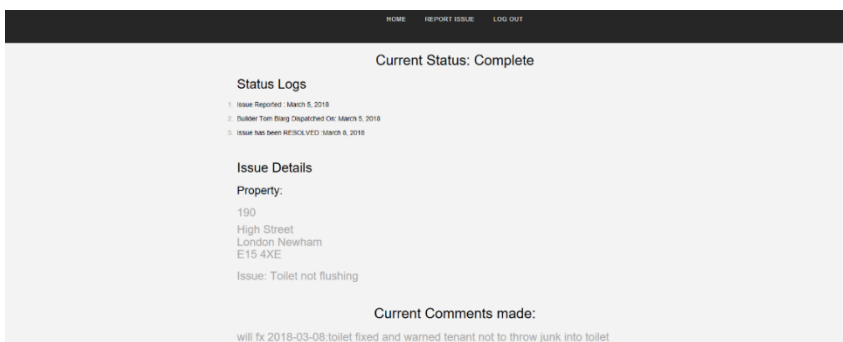 HOME REPORT ISSUE LOG OUT
Current Status: Complete
Status Logs
1. Issue Reported : March 5, 2018
2. Builder Tom Blarg Dispatched On: March 5, 2018
3. Issue has been RESOLVED :March 8, 2018
Issue Details
Property:
190
High Street
London Newham
E15 4XE
Issue: Toilet not flushing
Current Comments made:
will fx 2018-03-08:toilet fixed and warned tenant not to throw junk into toilet